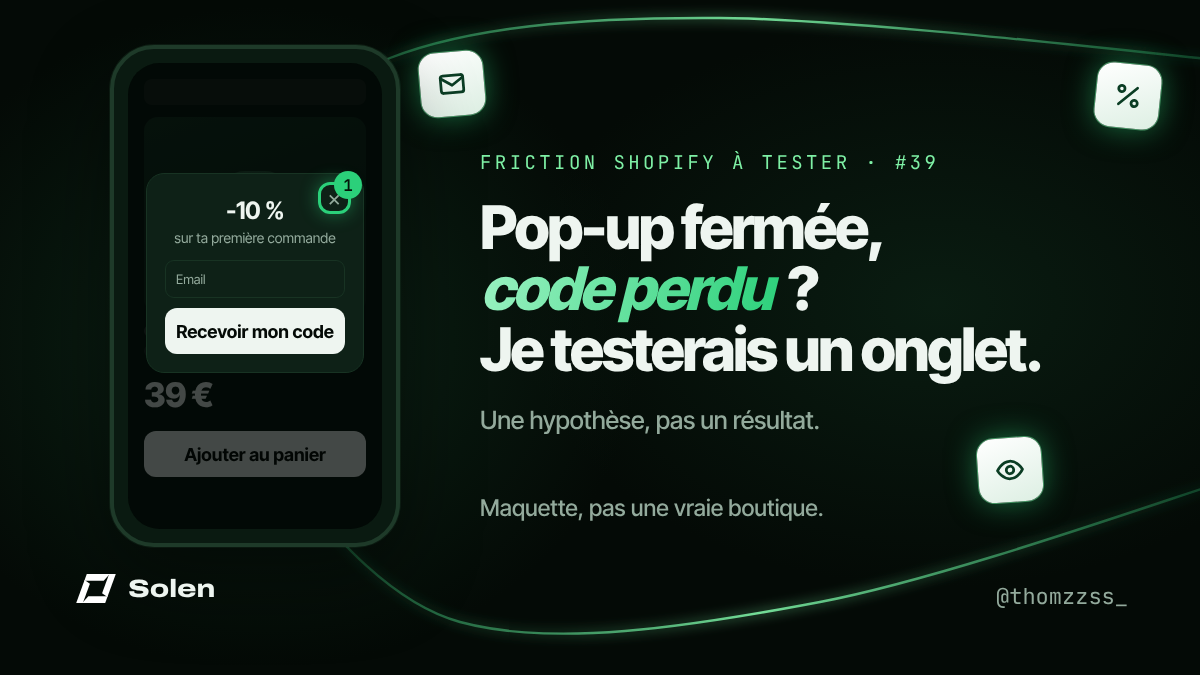 -10 %
1
sur ta première commande
Email
Recevoir mon code
39 €
Ajouter au panier
FRICTION SHOPIFY À TESTER · #39
Pop-up fermée,
code perdu ?
Je testerais un onglet.
Une hypothèse, pas un résultat.
Maquette, pas une vraie boutique.
Solen
@thomzzss_